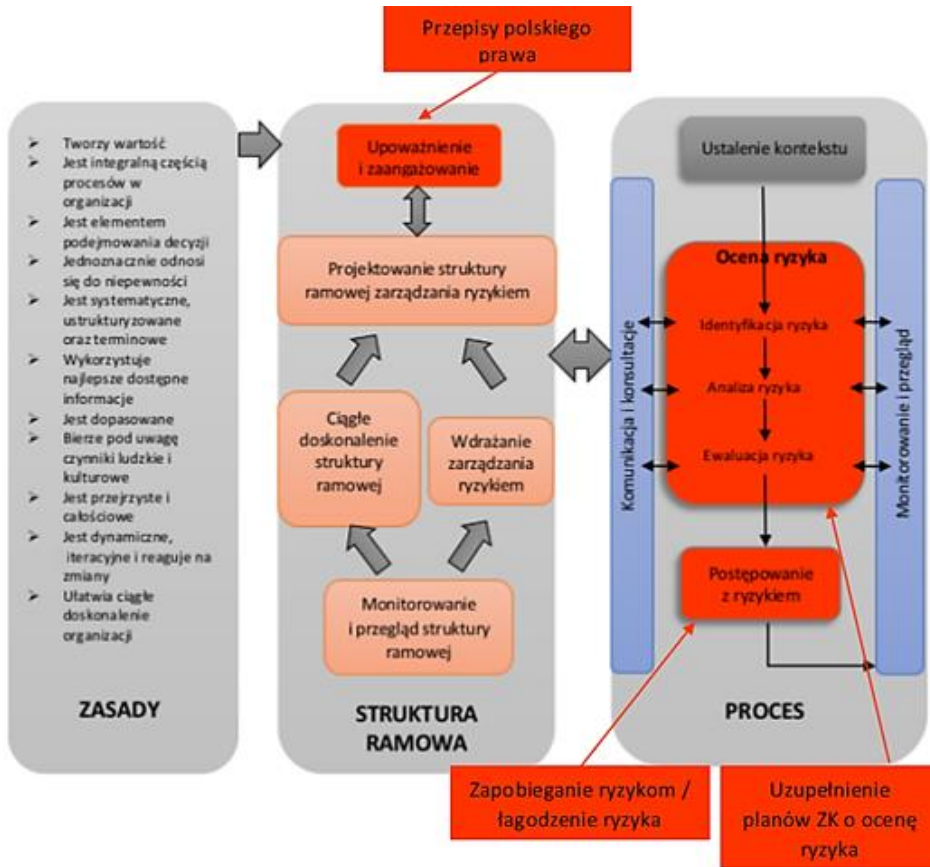 Przepisy polskiego
prawa
Tworzy wartość
Jest integralną częścią
procesów w
organizacji
Jest elementem
podejmowania decyzji
Jednoznacznie odnosi
się do niepewności
Jest systematyczne,
ustrukturyzowane
oraz terminowe
Wykorzystuje
najlepsze dostępne
informacje
Jest dopasowane
Bierze pod uwagę
czynniki ludzkie i
kulturowe
Jest przejrzyste i
całościowe
Jest dynamiczne,
iteracyjne i reaguje na
zmiany
Ułatwia ciągłe
doskonalenie
organizacji
ZASADY
Upoważnienie
i zaangażowanie
Projektowanie struktury
ramowej zarządzania ryzykiem
Ciągłe
doskonalenie
struktury
ramowej
Wdrażanie
zarządzania
ryzykiem
Monitorowanie
i przegląd struktury
ramowej
STRUKTURA
RAMOWA
Ustalenie kontekstu
Komunikacja i konsultacje
Ocena ryzyka
Identyfikacja ryzyka
Analiza ryzyka
Ewaluacja ryzyka
Monitorowanie i przegląd
Postępowanie
z ryzykiem
PROCES
Zapobieganie ryzykom /
łagodzenie ryzyka
Uzupełnienie
planów ZK o ocenę
ryzyka